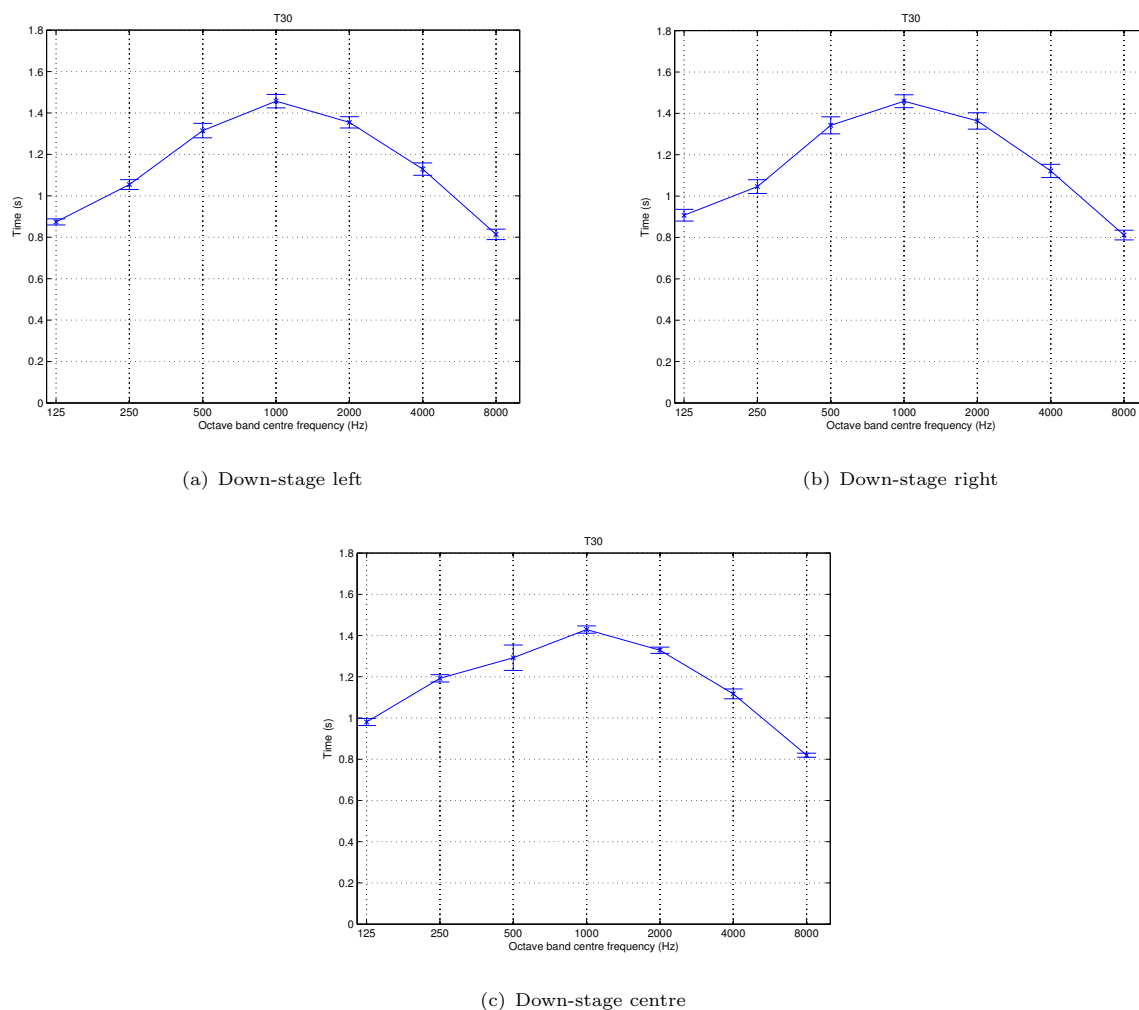 T30
1.8
1.6
1.4
1.2
1
0.8
0.6
0.4
0.2
0
Time (s)
125 250 500 1000 2000 4000 8000
Octave band centre frequency (Hz)
(a) Down-stage left
T30
1.8
1.6
1.4
1.2
1
0.8
0.6
0.4
0.2
0
Time (s)
125 250 500 1000 2000 4000 8000
Octave band centre frequency (Hz)
(b) Down-stage right
T30
1.8
1.6
1.4
1.2
1
0.8
0.6
0.4
0.2
0
Time (s)
125 250 500 1000 2000 4000 8000
Octave band centre frequency (Hz)
(c) Down-stage centre